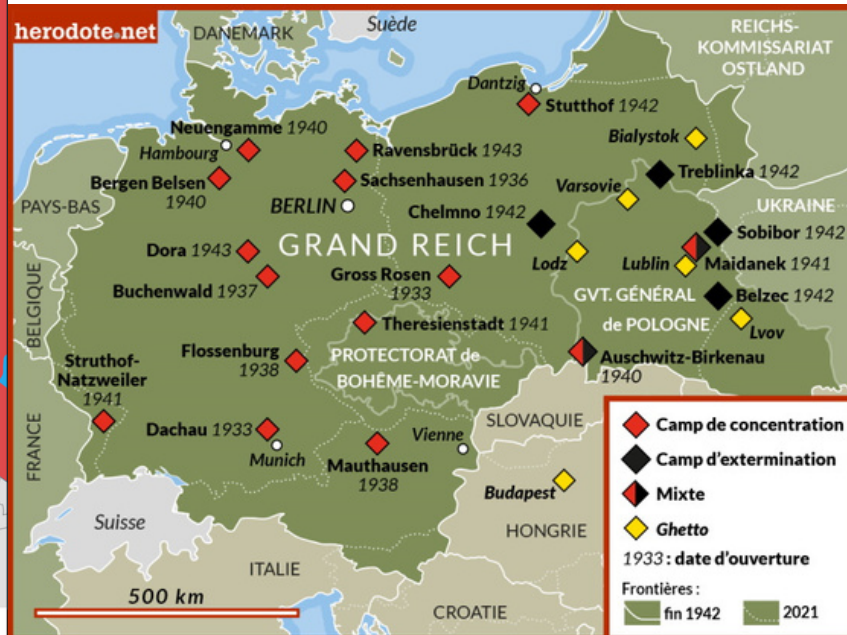 herodote.net
DANEMARK
Suède
REICHS-
KOMMISSARIAT
OSTLAND
Dantzig
Stutthof 1942
Neuengamme 1940
Hambourg
Ravensbrück 1943
Bialystok
Bergen Belsen
1940
Sachsenhausen 1936
Treblinka 1942
Varsovie
PAYS-BAS
BERLIN
Chelmno
1942
UKRAINE
Sobibor 1942
Dora 1943
GRAND REICH
Lodz
Lublin
Maidanek 1941
Buchenwald 1937
Gross Rosen
1933
GVT. GÉNÉRAL
de POLOGNE
Belzec 1942
Lvov
BELGIQUE
Theresienstadt 1941
Flossenburg
1938
PROTECTORAT de
BOHÊME-MORAVIE
Auschwitz-Birkenau
1940
Struthof-
Natzweiler
1941
SLOVAQUIE
FRANCE
Dachau 1933
Munich
Vienne
Mauthausen
1938
Budapest
HONGRIE
Suisse
ITALIE
CROATIE
500 km
Camp de concentration
Camp d'extermination
Mixte
Ghetto
1933 : date d'ouverture
Frontières :
fin 1942
2021